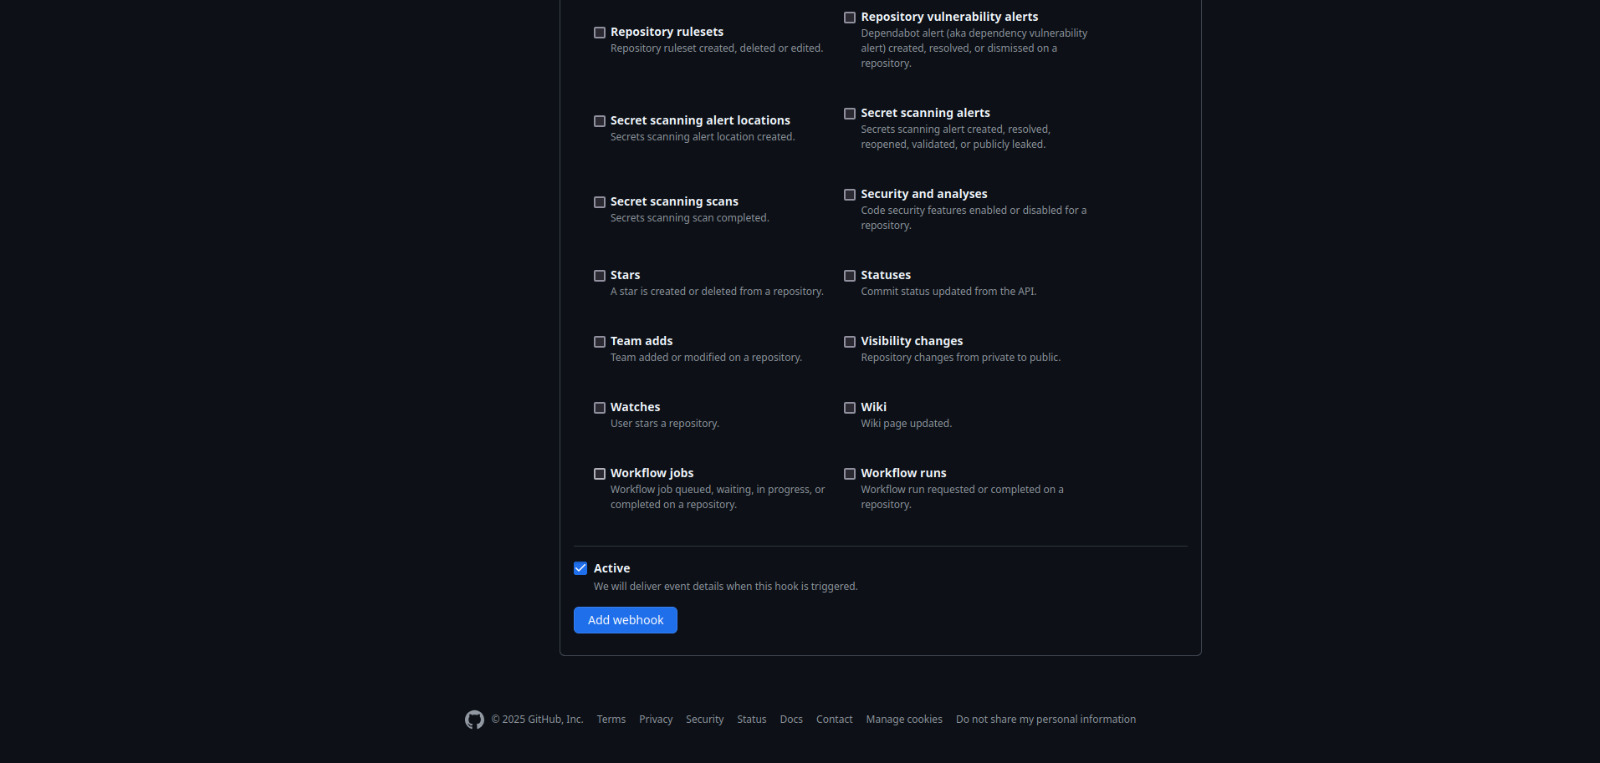 Repository rulesets
Repository ruleset created, deleted or edited.
Repository vulnerability alerts
Dependabot alert (aka dependency vulnerability
alert) created, resolved, or dismissed on a
repository.
Secret scanning alert locations
Secrets scanning alert location created.
Secret scanning alerts
Secrets scanning alert created, resolved,
reopened, validated, or publicly leaked.
Secret scanning scans
Secrets scanning scan completed.
Security and analyses
Code security features enabled or disabled for a
repository.
Stars
A star is created or deleted from a repository.
Statuses
Commit status updated from the API.
Team adds
Team added or modified on a repository.
Visibility changes
Repository changes from private to public.
Watches
User stars a repository.
Wiki
Wiki page updated.
Workflow jobs
Workflow job queued, waiting, in progress, or
completed on a repository.
Workflow runs
Workflow run requested or completed on a
repository.
Active
We will deliver event details when this hook is triggered.
Add webhook
© 2025 GitHub, Inc. Terms Privacy Security Status Docs Contact Manage cookies Do not share my personal information